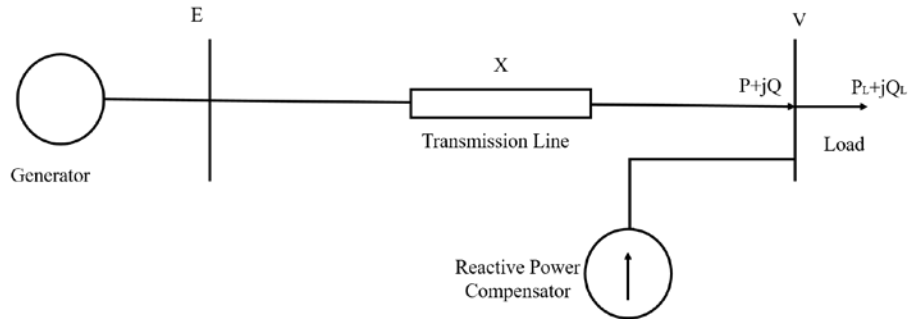 E
V
X
P+jQ
PL+jQL
Transmission Line
Load
Generator
Reactive Power
Compensator